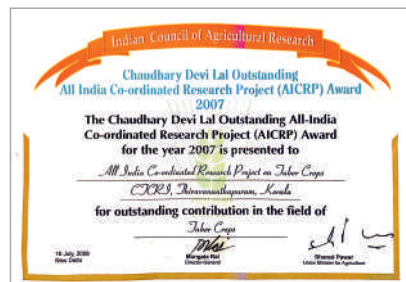 Indian Council of Agricultural Research
Chaudhary Devi Lal Outstanding
All India Co-ordinated Research Project (AICRP) Award
2007
The Chaudhary Devi Lal Outstanding All-India
Co-ordinated Research Project (AICRP) Award
for the year 2007 is presented to
All India Co-ordinated Research Project on Tuber Crops
CTCRI, Thiruvananthapuram, Kerala
for outstanding contribution in the field of
Tuber Crops
16 July, 2008
New Delhi
Mangala Rai
Director-General
Sharad Pawar
Union Minister for Agriculture